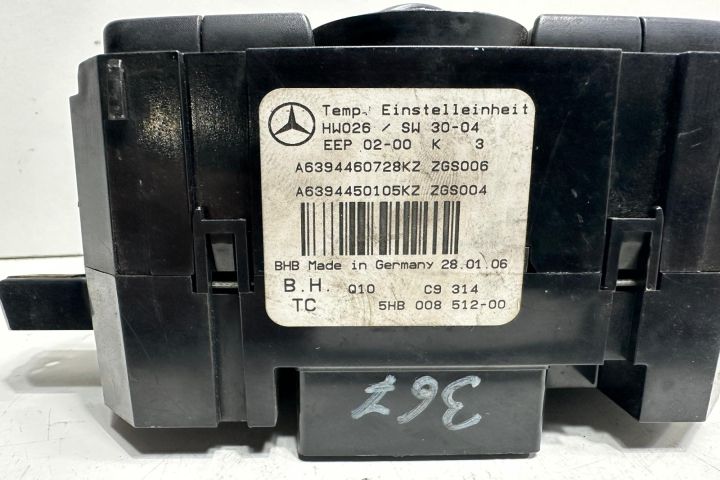 Temp. Einstelleinheit
HW026 / SW 30-04
EEP 02-00 K 3
A6394460728KZ ZGS006
A6394450105KZ ZGS004
BHB Made in Germany 28.01.06
B.H. Q10 C9 314
TC 5HB 008 512-00
367